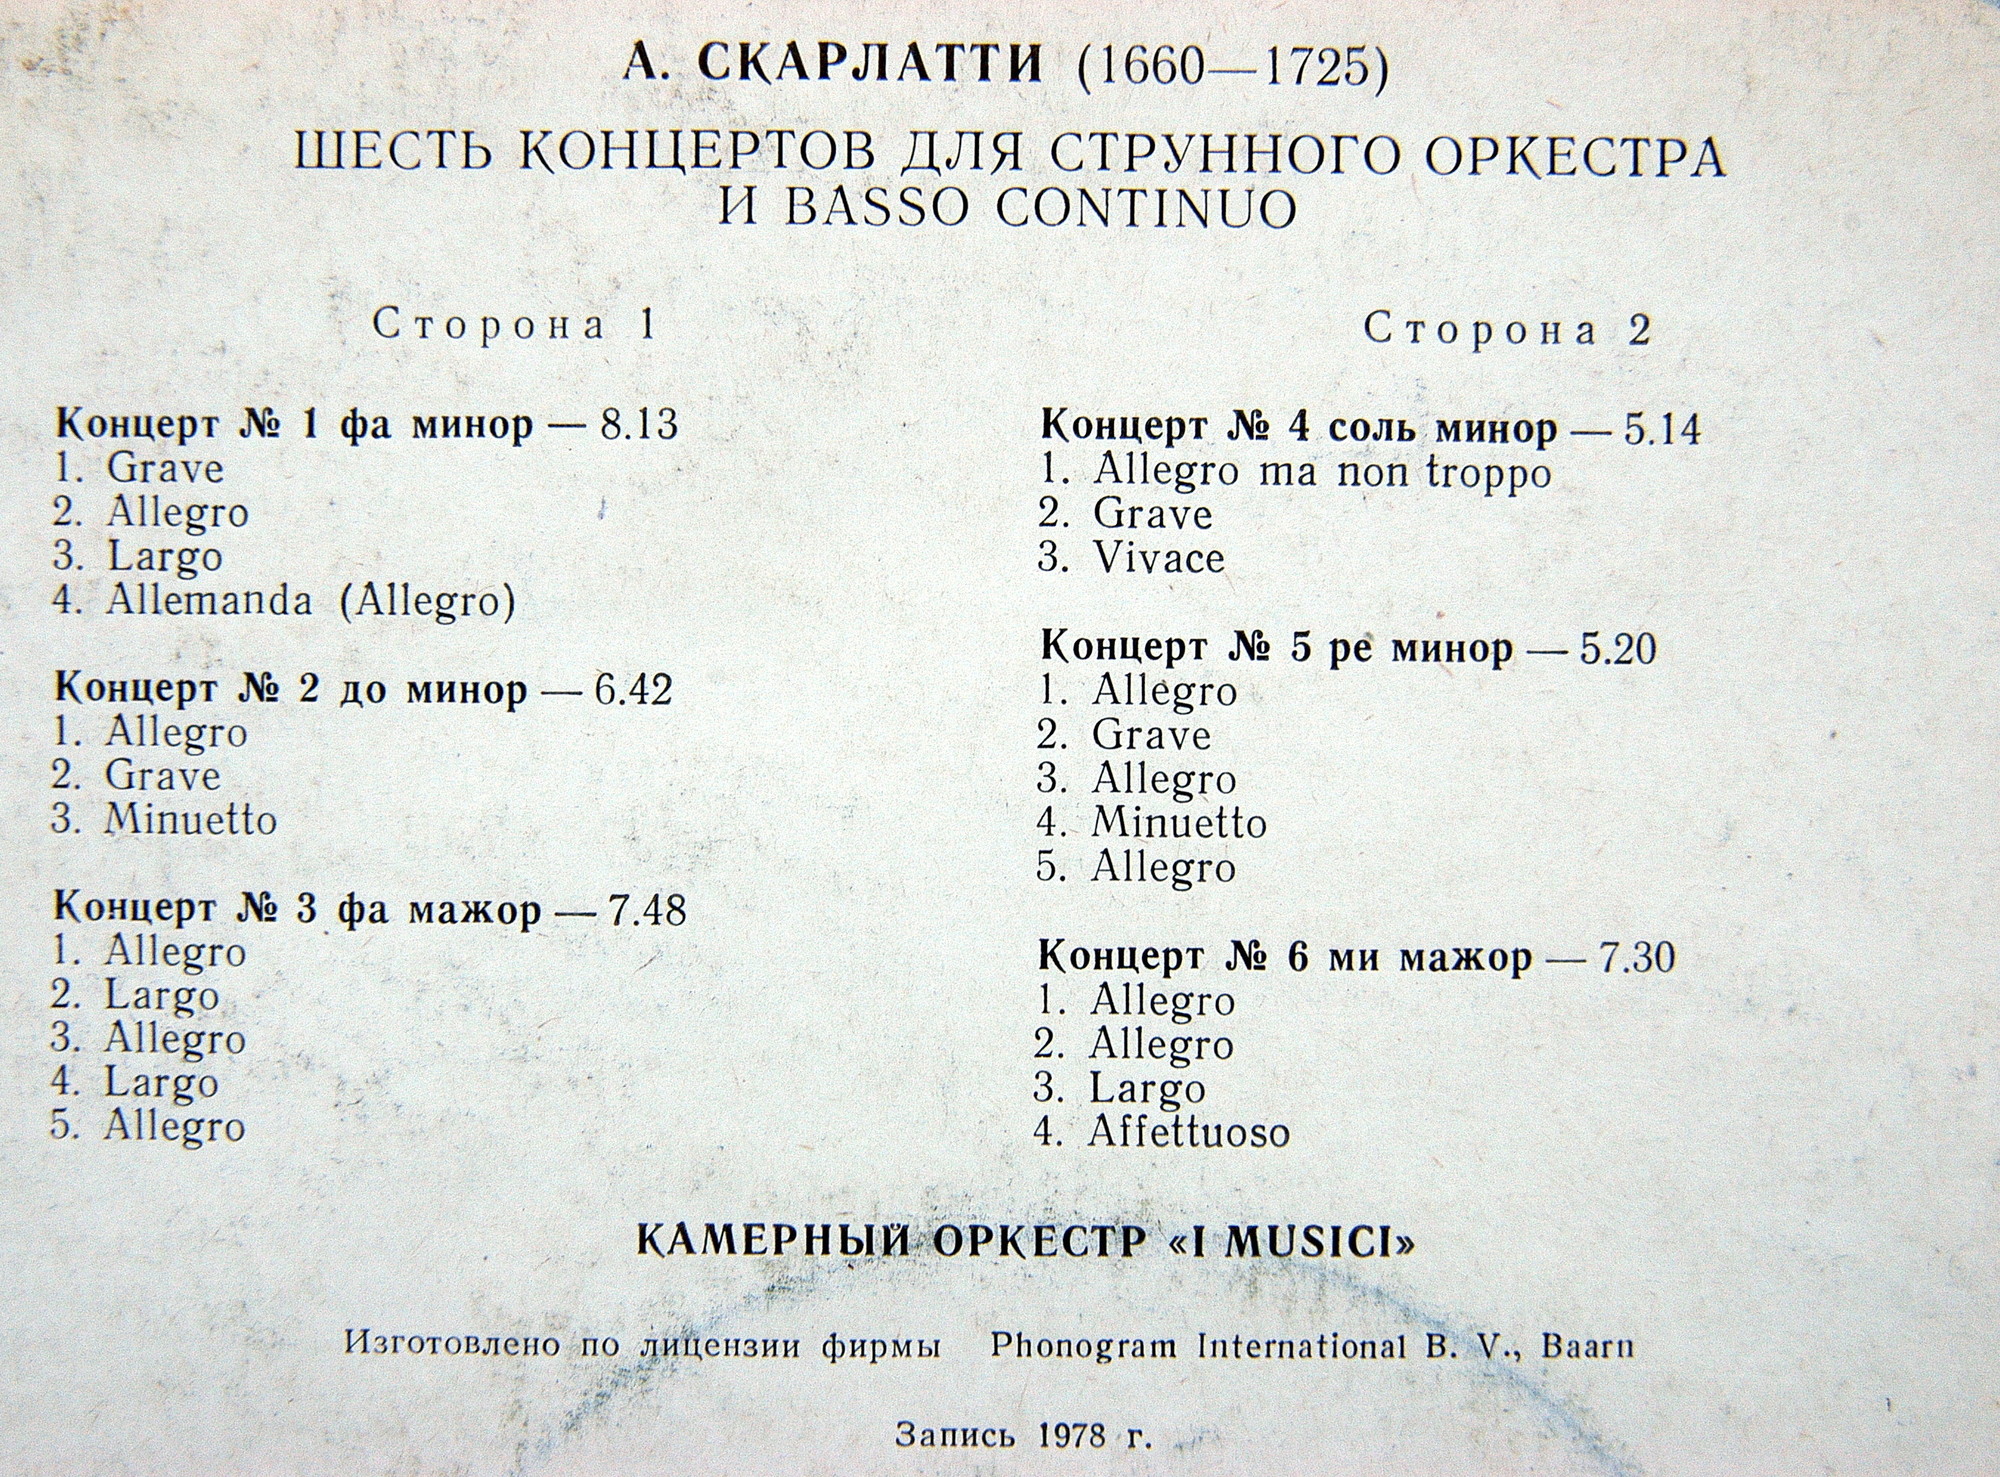 А. СКАРЛАТТИ (1660—1725)
ШЕСТЬ КОНЦЕРТОВ ДЛЯ СТРУННОГО ОРКЕСТРА
И BASSO CONTINUO
Сторона 1
Концерт № 1 фа минор — 8.13
1. Grave
2. Allegro
3. Largo
4. Allemanda (Allegro)
Концерт № 2 до минор — 6.42
1. Allegro
2. Grave
3. Minuetto
Концерт № 3 фа мажор — 7.48
1. Allegro
2. Largo
3. Allegro
4. Largo
5. Allegro
Сторона 2
Концерт № 4 соль минор — 5.14
1. Allegro ma non troppo
2. Grave
3. Vivace
Концерт № 5 ре минор — 5.20
1. Allegro
2. Grave
3. Allegro
4. Minuetto
5. Allegro
Концерт № 6 ми мажор — 7.30
1. Allegro
2. Allegro
3. Largo
4. Affettuoso
КАМЕРНЫЙ ОРКЕСТР «I MUSICI»
Изготовлено по лицензии фирмы Phonogram International B. V., Baarn
Запись 1978 г.